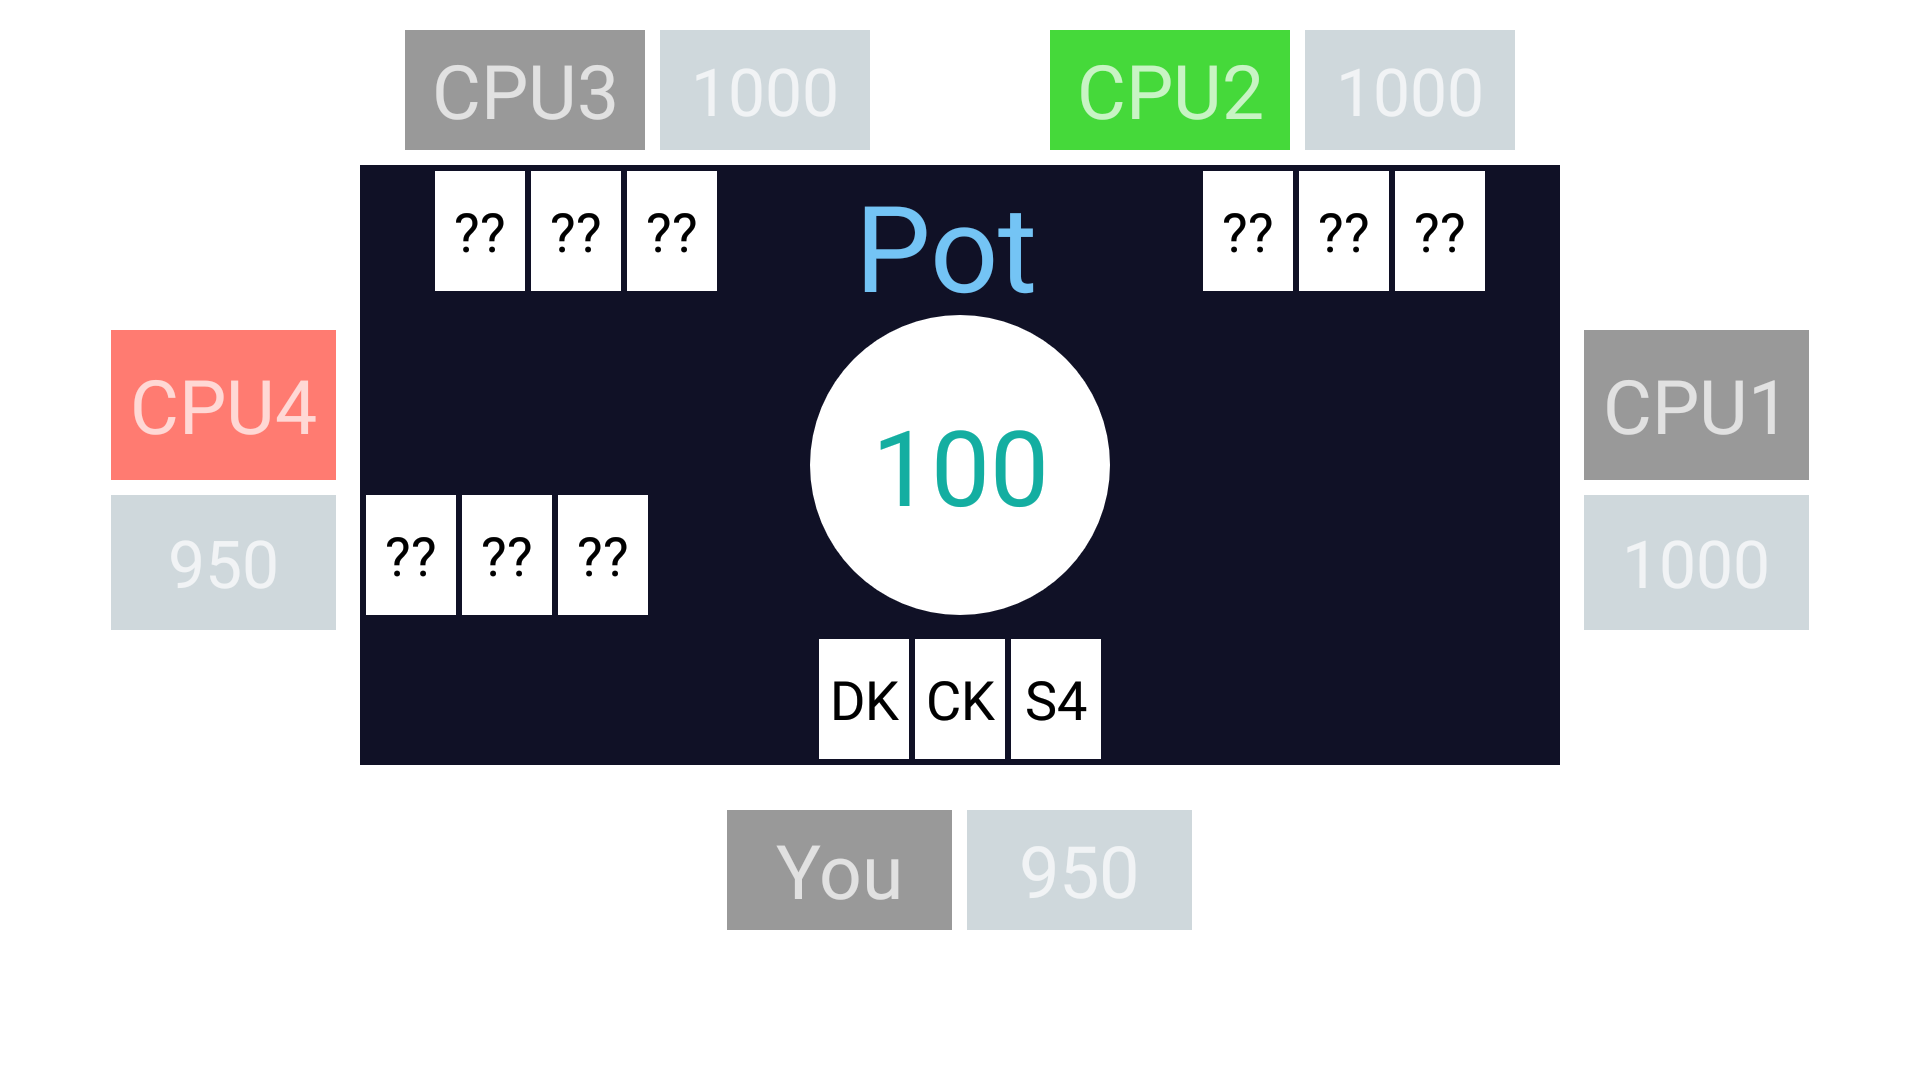 CPU3 1000 CPU2 1000
?? ?? ?? Pot ?? ?? ??
CPU4 CPU1
100
950 ?? ?? ?? 1000
DK CK S4
You 950